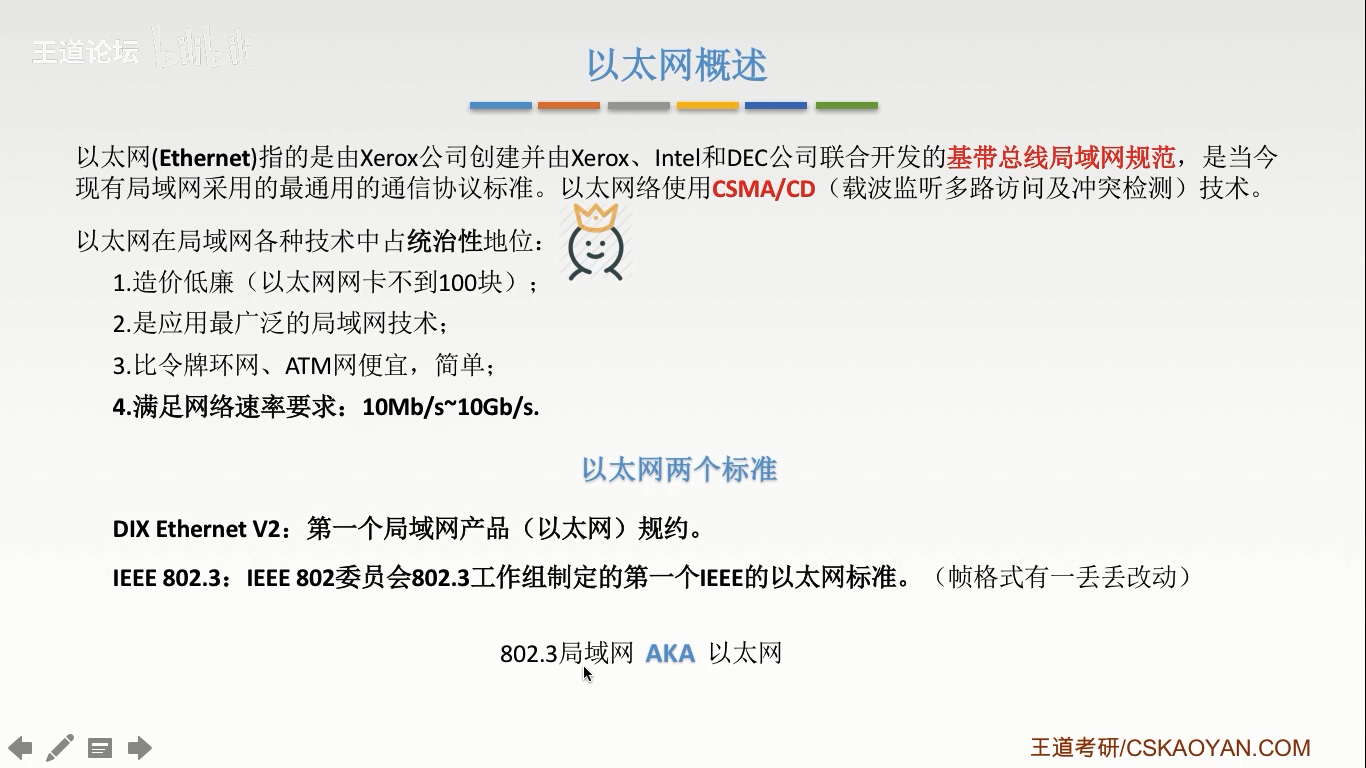 王道论坛 bilibili
以太网概述
以太网(Ethernet)指的是由Xerox公司创建并由Xerox、Intel和DEC公司联合开发的基带总线局域网规范，是当今
现有局域网采用的最通用的通信协议标准。以太网络使用CSMA/CD（载波监听多路访问及冲突检测）技术。
以太网在局域网各种技术中占统治性地位：
1.造价低廉（以太网网卡不到100块）；
2.是应用最广泛的局域网技术；
3.比令牌环网、ATM网便宜，简单；
4.满足网络速率要求：10Mb/s~10Gb/s.
以太网两个标准
DIX Ethernet V2：第一个局域网产品（以太网）规约。
IEEE 802.3：IEEE 802委员会802.3工作组制定的第一个IEEE的以太网标准。（帧格式有一丢丢改动）
802.3局域网 AKA 以太网
王道考研/CSKAOYAN.COM